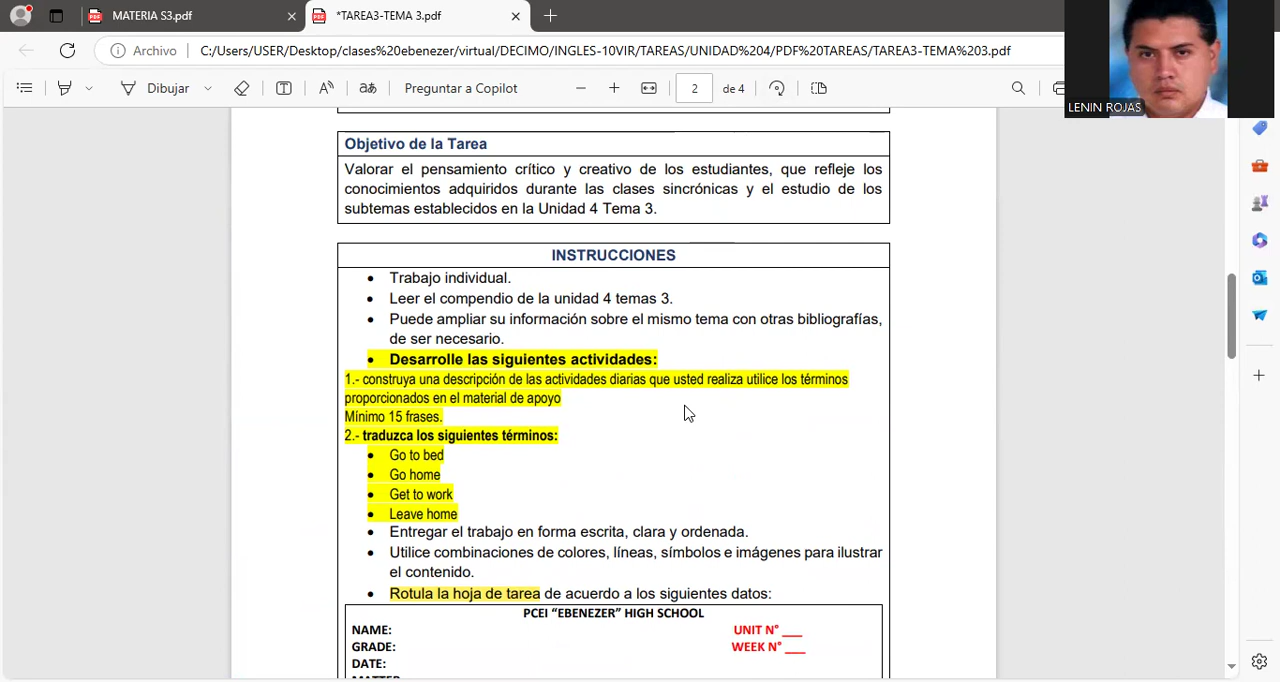 MATERIA S3.pdf
*TAREA3-TEMA 3.pdf
Archivo
C:/Users/USER/Desktop/clases%20ebenezer/virtual/DECIMO/INGLES-10VIR/TAREAS/UNIDAD%204/PDF%20TAREAS/TAREA3-TEMA%203.pdf
Dibujar
Preguntar a Copilot
2
de 4
LENIN ROJAS
Objetivo de la Tarea
Valorar el pensamiento crítico y creativo de los estudiantes, que refleje los
conocimientos adquiridos durante las clases sincrónicas y el estudio de los
subtemas establecidos en la Unidad 4 Tema 3.
INSTRUCCIONES
• Trabajo individual.
• Leer el compendio de la unidad 4 temas 3.
• Puede ampliar su información sobre el mismo tema con otras bibliografías,
de ser necesario.
• Desarrolle las siguientes actividades:
1.- construya una descripción de las actividades diarias que usted realiza utilice los términos
proporcionados en el material de apoyo
Mínimo 15 frases.
2.- traduzca los siguientes términos:
• Go to bed
• Go home
• Get to work
• Leave home
• Entregar el trabajo en forma escrita, clara y ordenada.
• Utilice combinaciones de colores, líneas, símbolos e imágenes para ilustrar
el contenido.
• Rotula la hoja de tarea de acuerdo a los siguientes datos:
PCEI “EBENEZER” HIGH SCHOOL
NAME:
UNIT N° ___
GRADE:
WEEK N° ___
DATE: